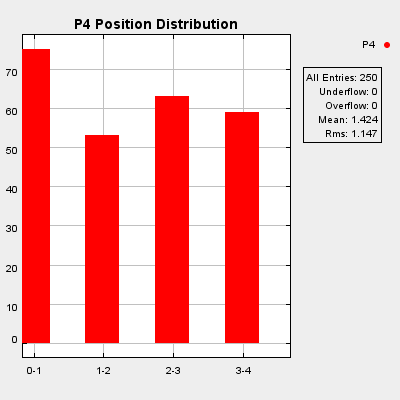 P4 Position Distribution
P4
All Entries: 250
Underflow: 0
Overflow: 0
Mean: 1.424
Rms: 1.147
70
60
50
40
30
20
10
0
0-1 1-2 2-3 3-4